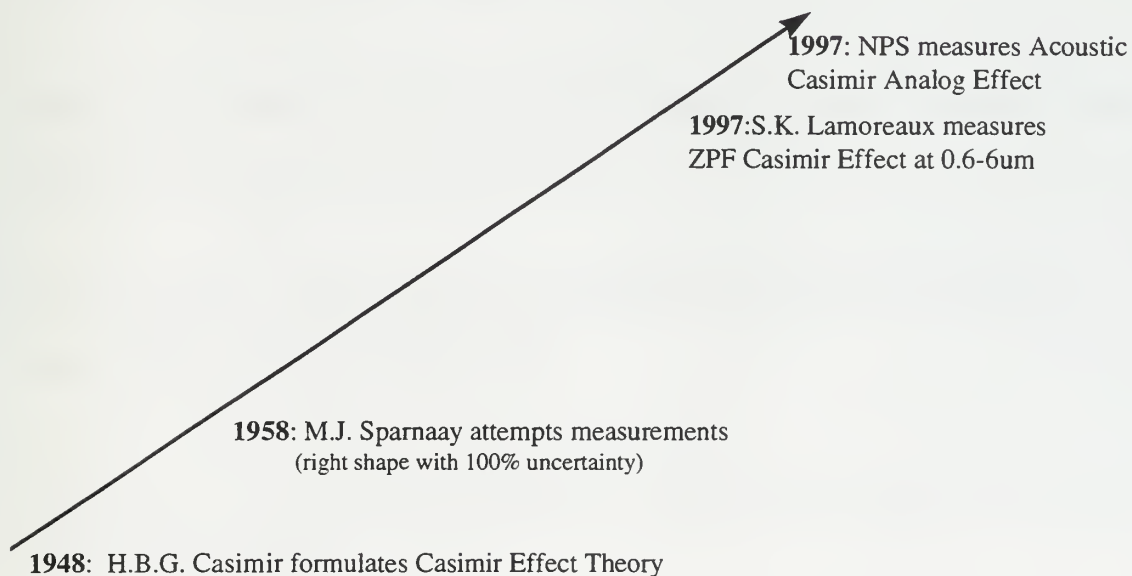 1997: NPS measures Acoustic
Casimir Analog Effect
1997:S.K. Lamoreaux measures
ZPF Casimir Effect at 0.6-6um
1958: M.J. Sparnaay attempts measurements
(right shape with 100% uncertainty)
1948: H.B.G. Casimir formulates Casimir Effect Theory